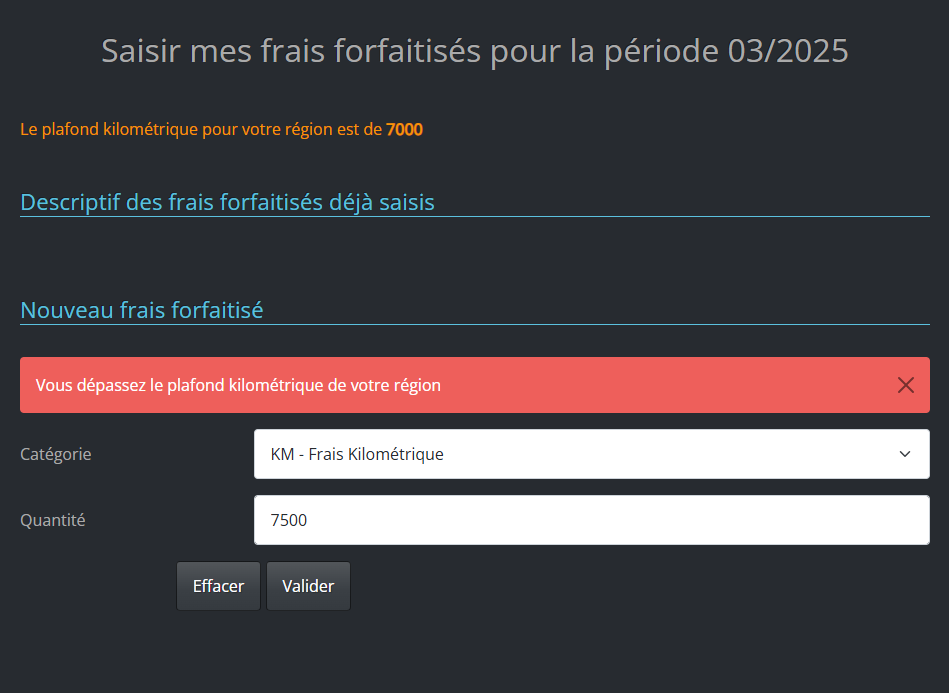 Saisir mes frais forfaitisés pour la période 03/2025
Le plafond kilométrique pour votre région est de 7000
Descriptif des frais forfaitisés déjà saisis
Nouveau frais forfaitisé
Vous dépassez le plafond kilométrique de votre région
Catégorie
KM - Frais Kilométrique
Quantité
7500
Effacer
Valider